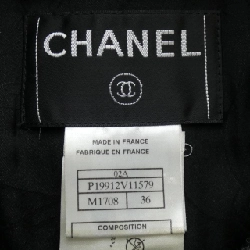 CHANEL
MADE IN FRANCE
FABRIQUÉ EN FRANCE
02A
P19912V11579
M1708 36
COMPOSITION